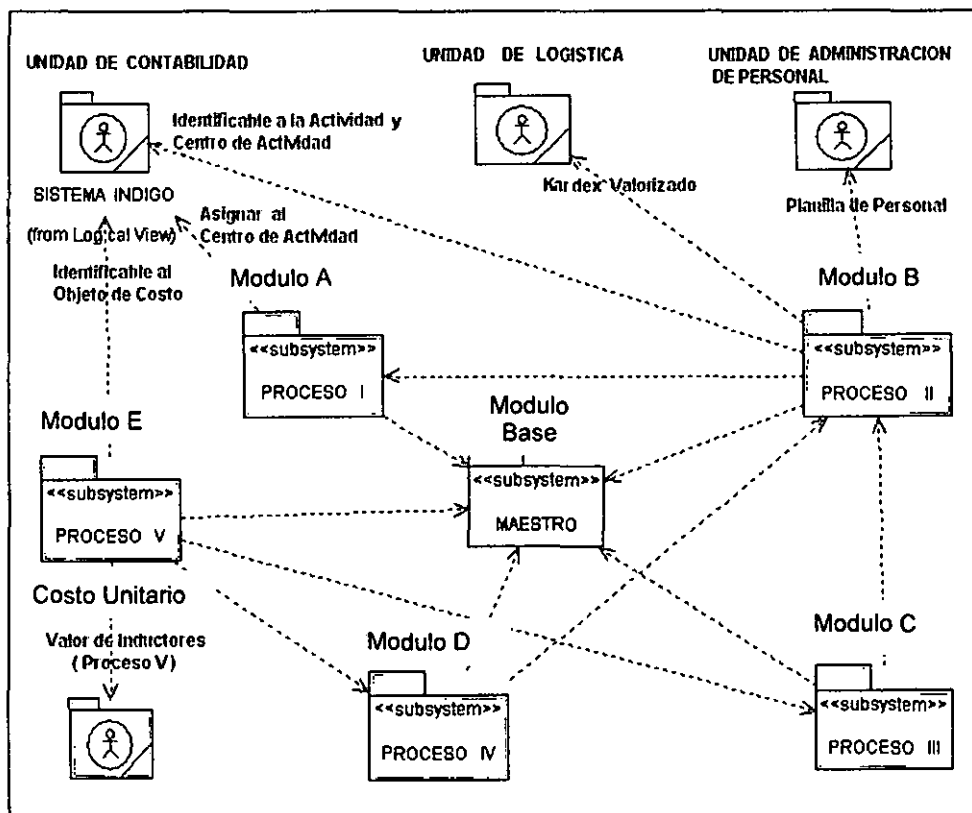 UNIDAD DE CONTABILIDAD
UNIDAD DE LOGISTICA
UNIDAD DE ADMINISTRACION
DE PERSONAL
Identificable a la Actividad y
Centro de Actividad
SISTEMA INDIGO
(from Logical View)
Asignar al
Centro de Actividad
Kardex Valorizado
Planilla de Personal
Identificable al
Objeto de Costo
Modulo A
<<subsystem>>
PROCESO I
Modulo B
<<subsystem>>
PROCESO II
Modulo
Base
<<subsystem>>
MAESTRO
Modulo E
<<subsystem>>
PROCESO V
Costo Unitario
Valor de Inductores
(Proceso V)
Modulo D
<<subsystem>>
PROCESO IV
Modulo C
<<subsystem>>
PROCESO III